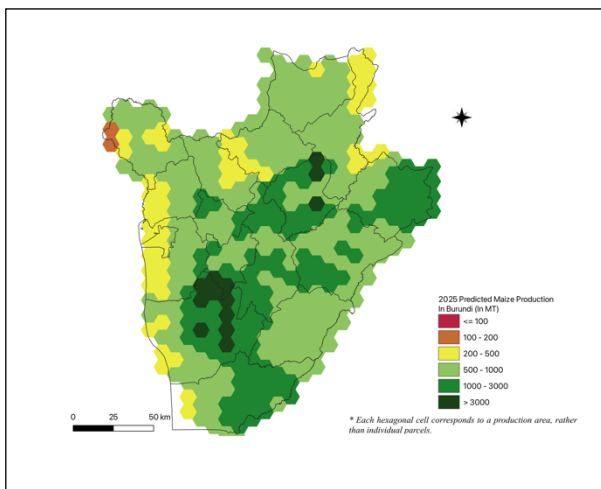 2025 Predicted Maize Production
In Burundi (In MT)
<= 100
100 - 200
200 - 500
500 - 1000
1000 - 3000
> 3000
0 25 50 km
* Each hexagonal cell corresponds to a production area, rather
than individual parcels.